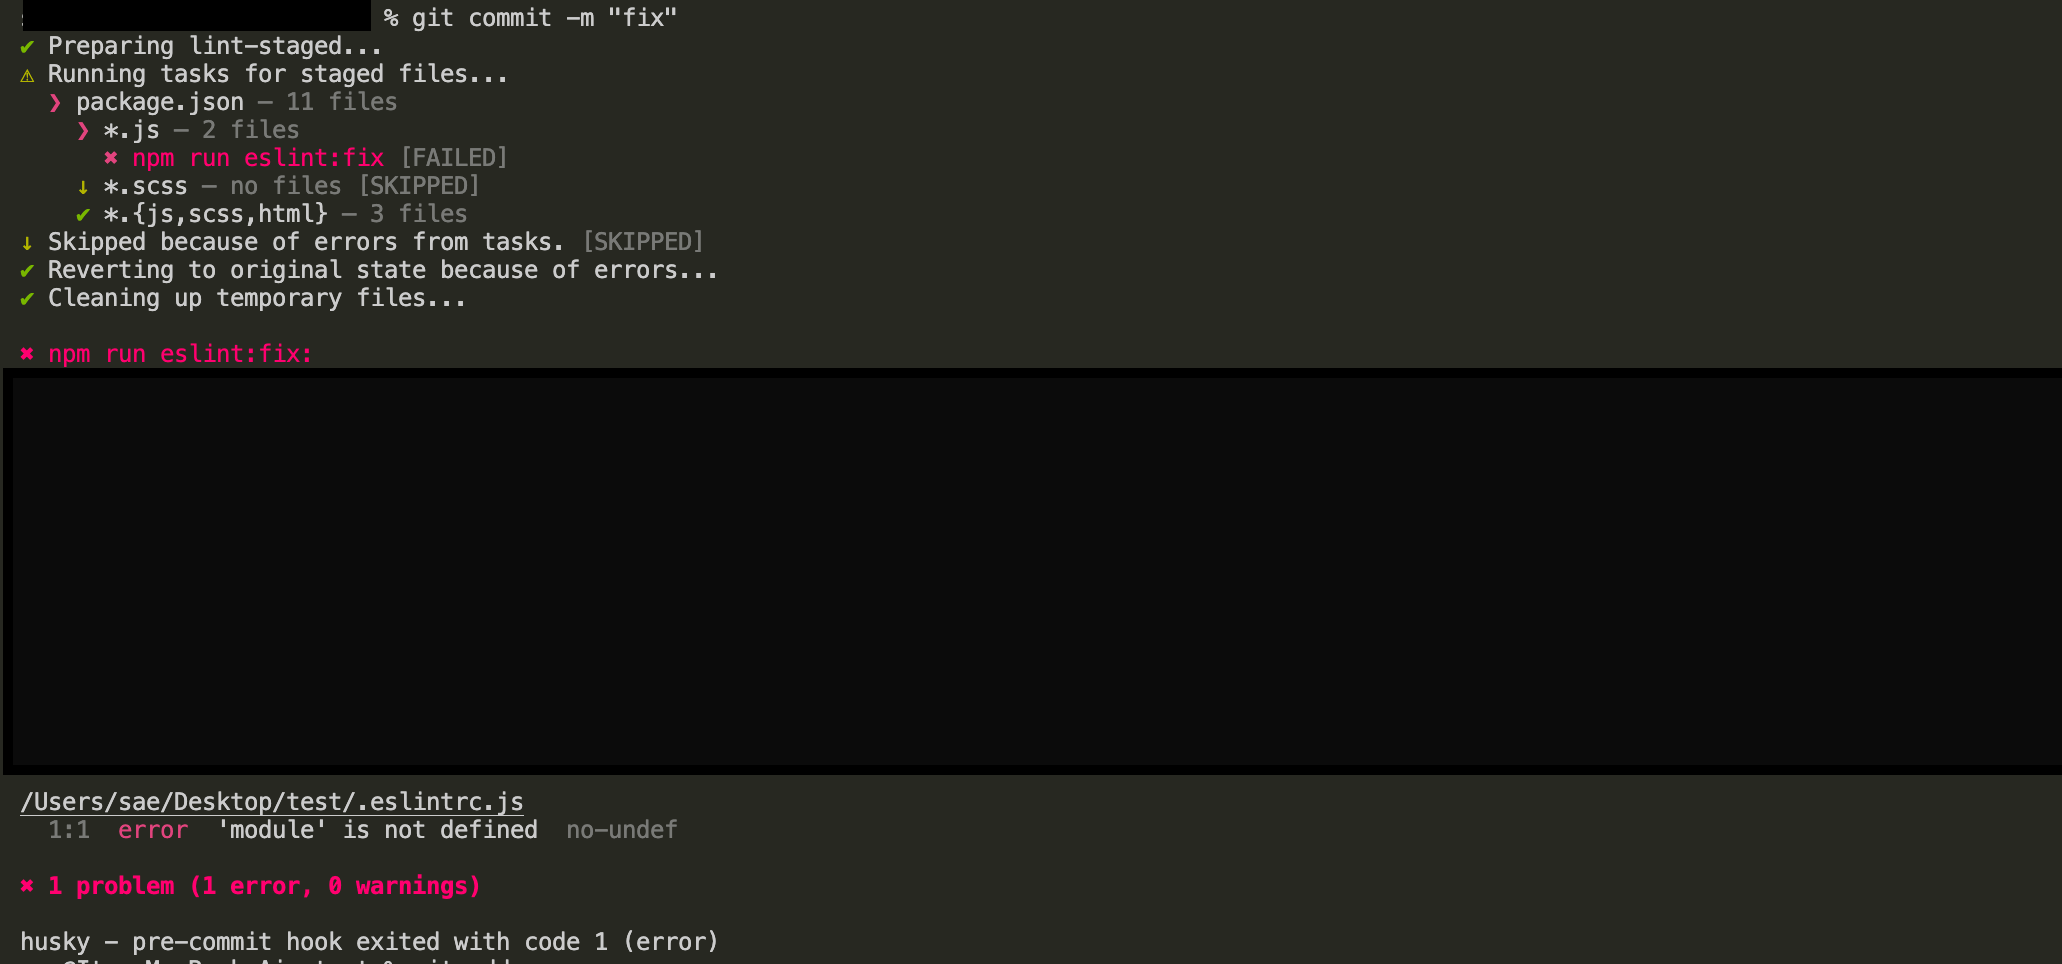 % git commit -m "fix"
✔ Preparing lint-staged...
⚠ Running tasks for staged files...
❯ package.json — 11 files
❯ *.js — 2 files
✖ npm run eslint:fix [FAILED]
↓ *.scss — no files [SKIPPED]
✔ *.{js,scss,html} — 3 files
↓ Skipped because of errors from tasks. [SKIPPED]
✔ Reverting to original state because of errors...
✔ Cleaning up temporary files...
✖ npm run eslint:fix:
/Users/sae/Desktop/test/.eslintrc.js
1:1 error 'module' is not defined no-undef
✖ 1 problem (1 error, 0 warnings)
husky - pre-commit hook exited with code 1 (error)